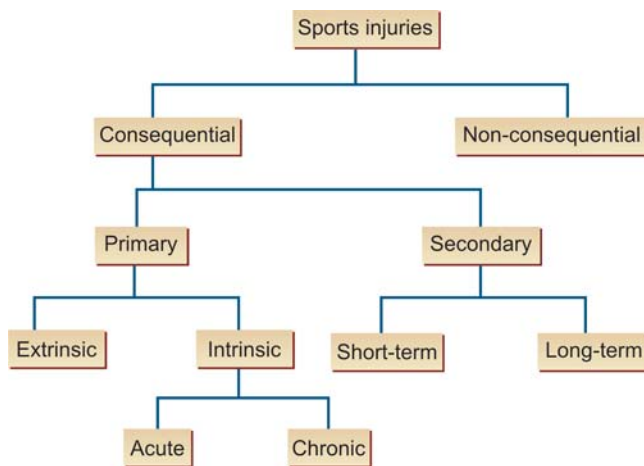 Sports injuries
Consequential
Non-consequential
Primary
Secondary
Extrinsic
Intrinsic
Short-term
Long-term
Acute
Chronic